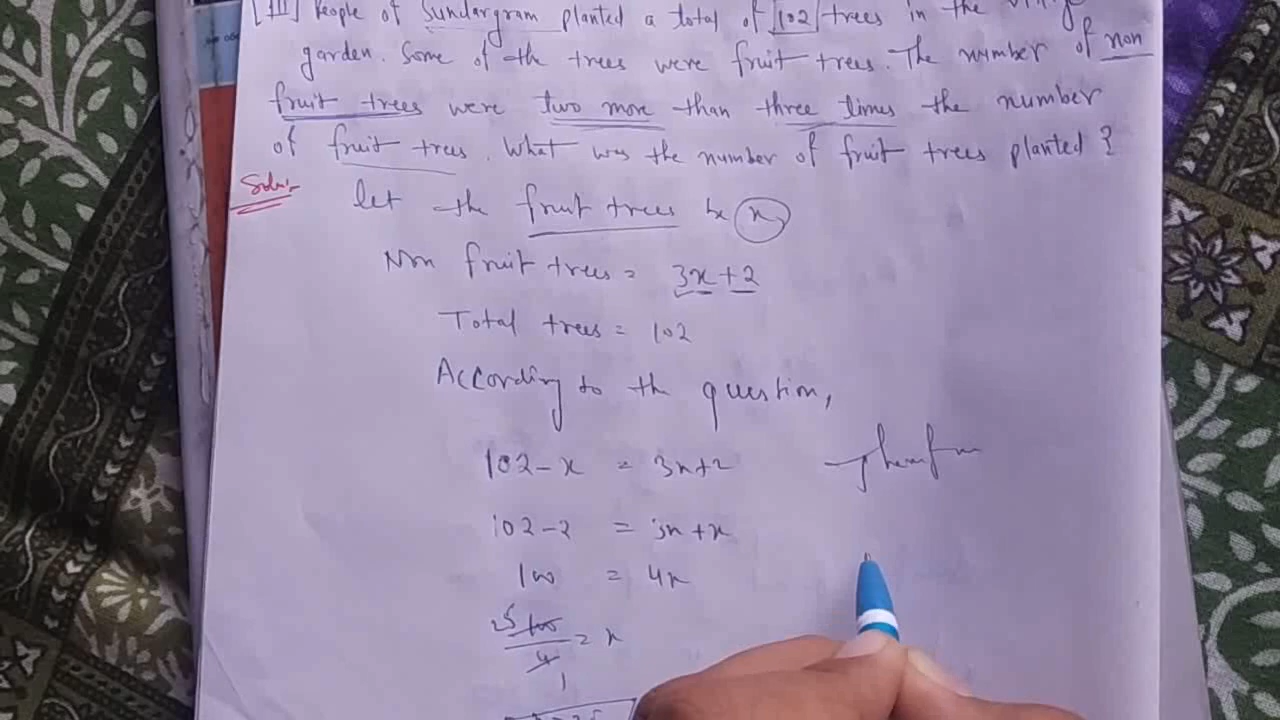 [III] People of Sundargram planted a total of 102 trees in the
garden. Some of the trees were fruit trees. The number of non
fruit trees were two more than three times the number
of fruit trees. What was the number of fruit trees planted?
Soln:-
let the fruit trees be x
Non fruit trees = 3x+2
Total trees = 102
According to the question,
102-x = 3x+2
102-2 = 3x+x
100 = 4x
25 100
4 = x
1